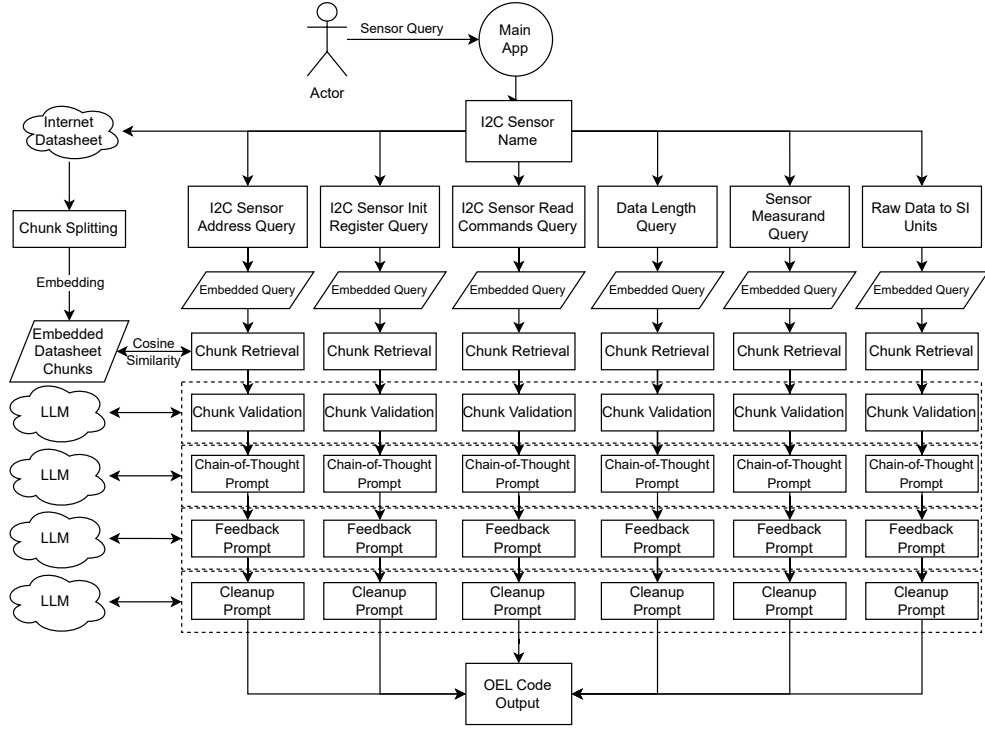 Sensor Query
Main
App
Actor
I2C Sensor
Name
Internet
Datasheet
I2C Sensor
Address Query
I2C Sensor Init
Register Query
I2C Sensor Read
Commands Query
Data Length
Query
Sensor
Measurand
Query
Raw Data to SI
Units
Chunk Splitting
Embedding
Embedded Query
Embedded Query
Embedded Query
Embedded Query
Embedded Query
Embedded Query
Embedded
Datasheet
Chunks
Cosine
Similarity
Chunk Retrieval
Chunk Retrieval
Chunk Retrieval
Chunk Retrieval
Chunk Retrieval
Chunk Retrieval
LLM
Chunk Validation
Chunk Validation
Chunk Validation
Chunk Validation
Chunk Validation
Chunk Validation
LLM
Chain-of-Thought
Prompt
Chain-of-Thought
Prompt
Chain-of-Thought
Prompt
Chain-of-Thought
Prompt
Chain-of-Thought
Prompt
Chain-of-Thought
Prompt
LLM
Feedback
Prompt
Feedback
Prompt
Feedback
Prompt
Feedback
Prompt
Feedback
Prompt
Feedback
Prompt
LLM
Cleanup
Prompt
Cleanup
Prompt
Cleanup
Prompt
Cleanup
Prompt
Cleanup
Prompt
Cleanup
Prompt
OEL Code
Output